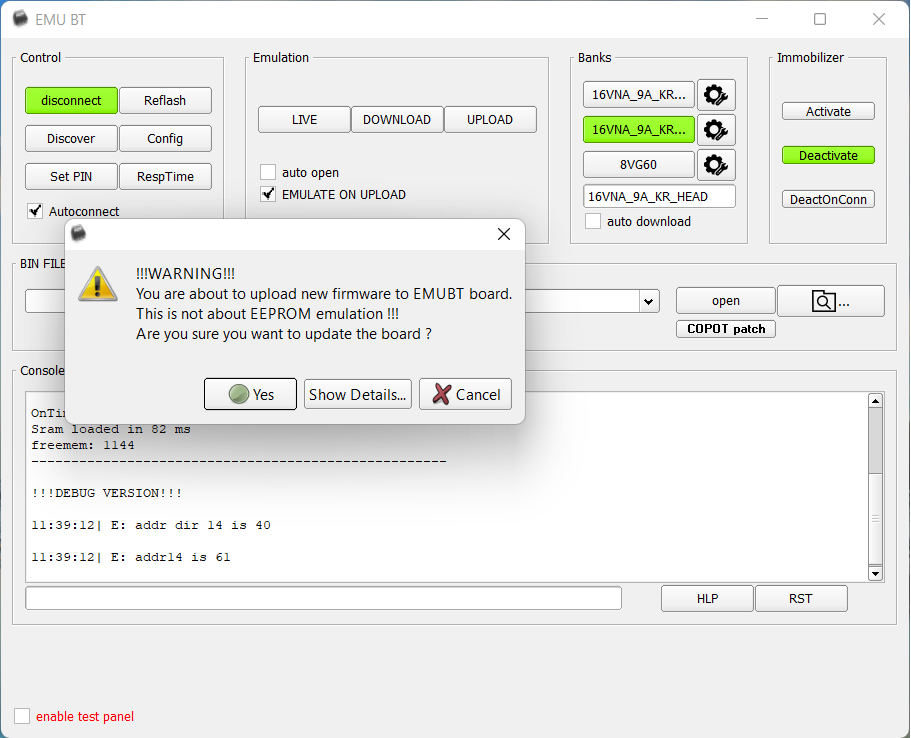 EMU BT
Control
Emulation
Banks
Immobilizer
disconnect
Reflash
Discover
Config
Set PIN
RespTime
Autoconnect
LIVE
DOWNLOAD
UPLOAD
auto open
EMULATE ON UPLOAD
16VNA_9A_KR...
16VNA_9A_KR...
8VG60
16VNA_9A_KR_HEAD
auto download
Activate
Deactivate
DeactOnConn
BIN FILE
open
...
COPOT patch
!!!WARNING!!!
You are about to upload new firmware to EMUBT board.
This is not about EEPROM emulation !!!
Are you sure you want to update the board ?
Yes
Show Details...
Cancel
Console
Sram loaded in 82 ms
freemem: 1144
----------------------------------------------------
!!!DEBUG VERSION!!!
11:39:12| E: addr dir 14 is 40
11:39:12| E: addr14 is 61
HLP
RST
enable test panel